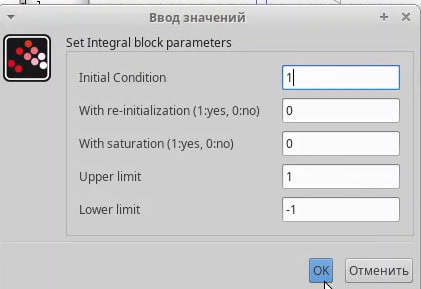 Ввод значений
Set Integral block parameters
Initial Condition 1
With re-initialization (1:yes, 0:no) 0
With saturation (1:yes, 0:no) 0
Upper limit 1
Lower limit -1
OK Отменить